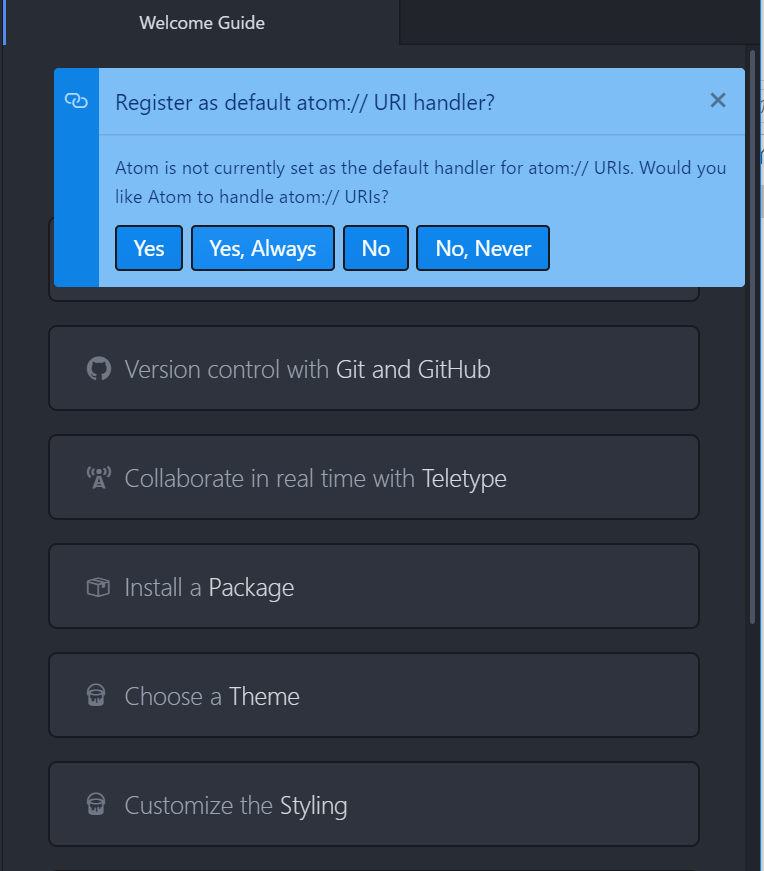 Welcome Guide
Register as default atom:// URI handler?
Atom is not currently set as the default handler for atom:// URIs. Would you
like Atom to handle atom:// URIs?
Yes
Yes, Always
No
No, Never
Version control with Git and GitHub
Collaborate in real time with Teletype
Install a Package
Choose a Theme
Customize the Styling